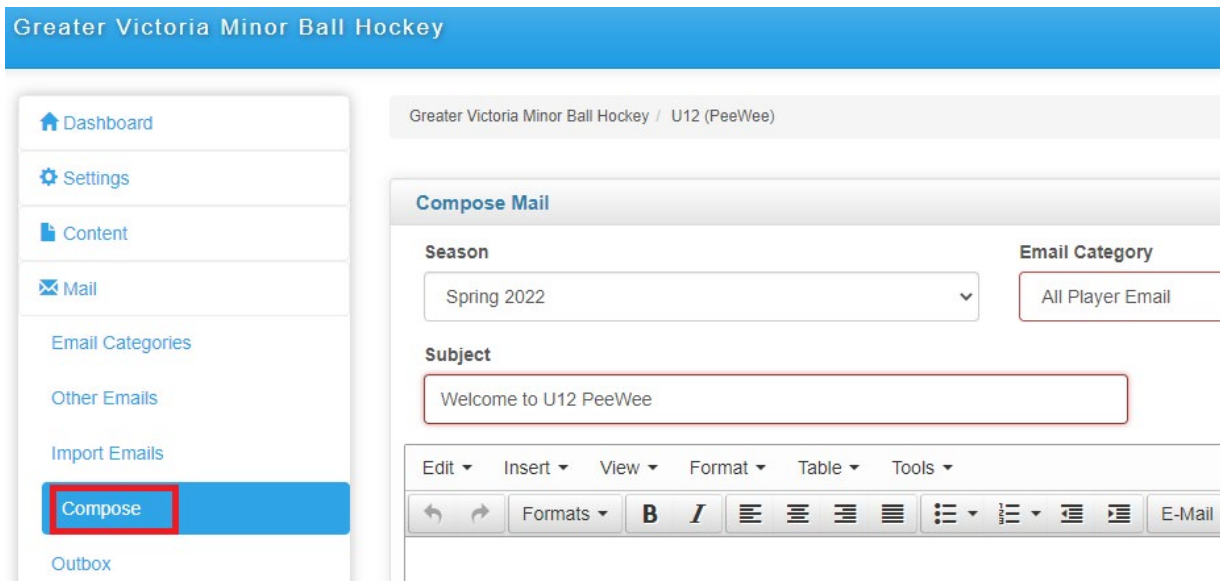 Greater Victoria Minor Ball Hockey
Dashboard
Settings
Content
Mail
Email Categories
Other Emails
Import Emails
Compose
Outbox
Greater Victoria Minor Ball Hockey / U12 (PeeWee)
Compose Mail
Season
Spring 2022
Email Category
All Player Email
Subject
Welcome to U12 PeeWee
Edit Insert View Format Table Tools
Formats B I E-Mail